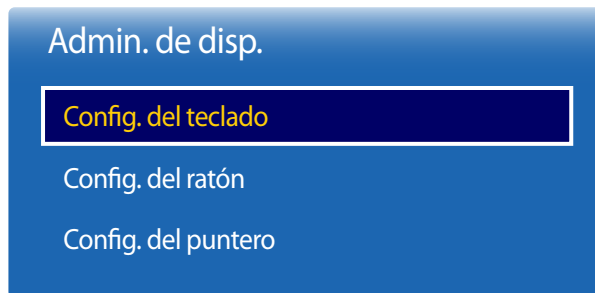 Admin. de disp.
Config. del teclado
Config. del ratón
Config. del puntero